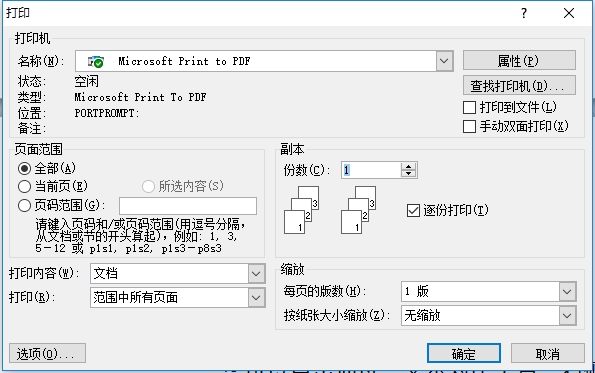 打印
打印机
名称(N): Microsoft Print to PDF 属性(P)
状态: 空闲 查找打印机(D)...
类型: Microsoft Print To PDF
位置: PORTPROMPT: 打印到文件(L)
备注: 手动双面打印(X)
页面范围
全部(A)
当前页(E) 所选内容(S)
页码范围(G):
请键入页码和/或页码范围(用逗号分隔，
从文档或节的开头算起)，例如: 1, 3,
5-12 或 p1s1, p1s2, p1s3-p8s3
副本
份数(C): 1
3 3
2 2
1 1
逐份打印(T)
打印内容(W): 文档
打印(R): 范围中所有页面
缩放
每页的版数(H): 1 版
按纸张大小缩放(Z): 无缩放
选项(O)... 确定 取消